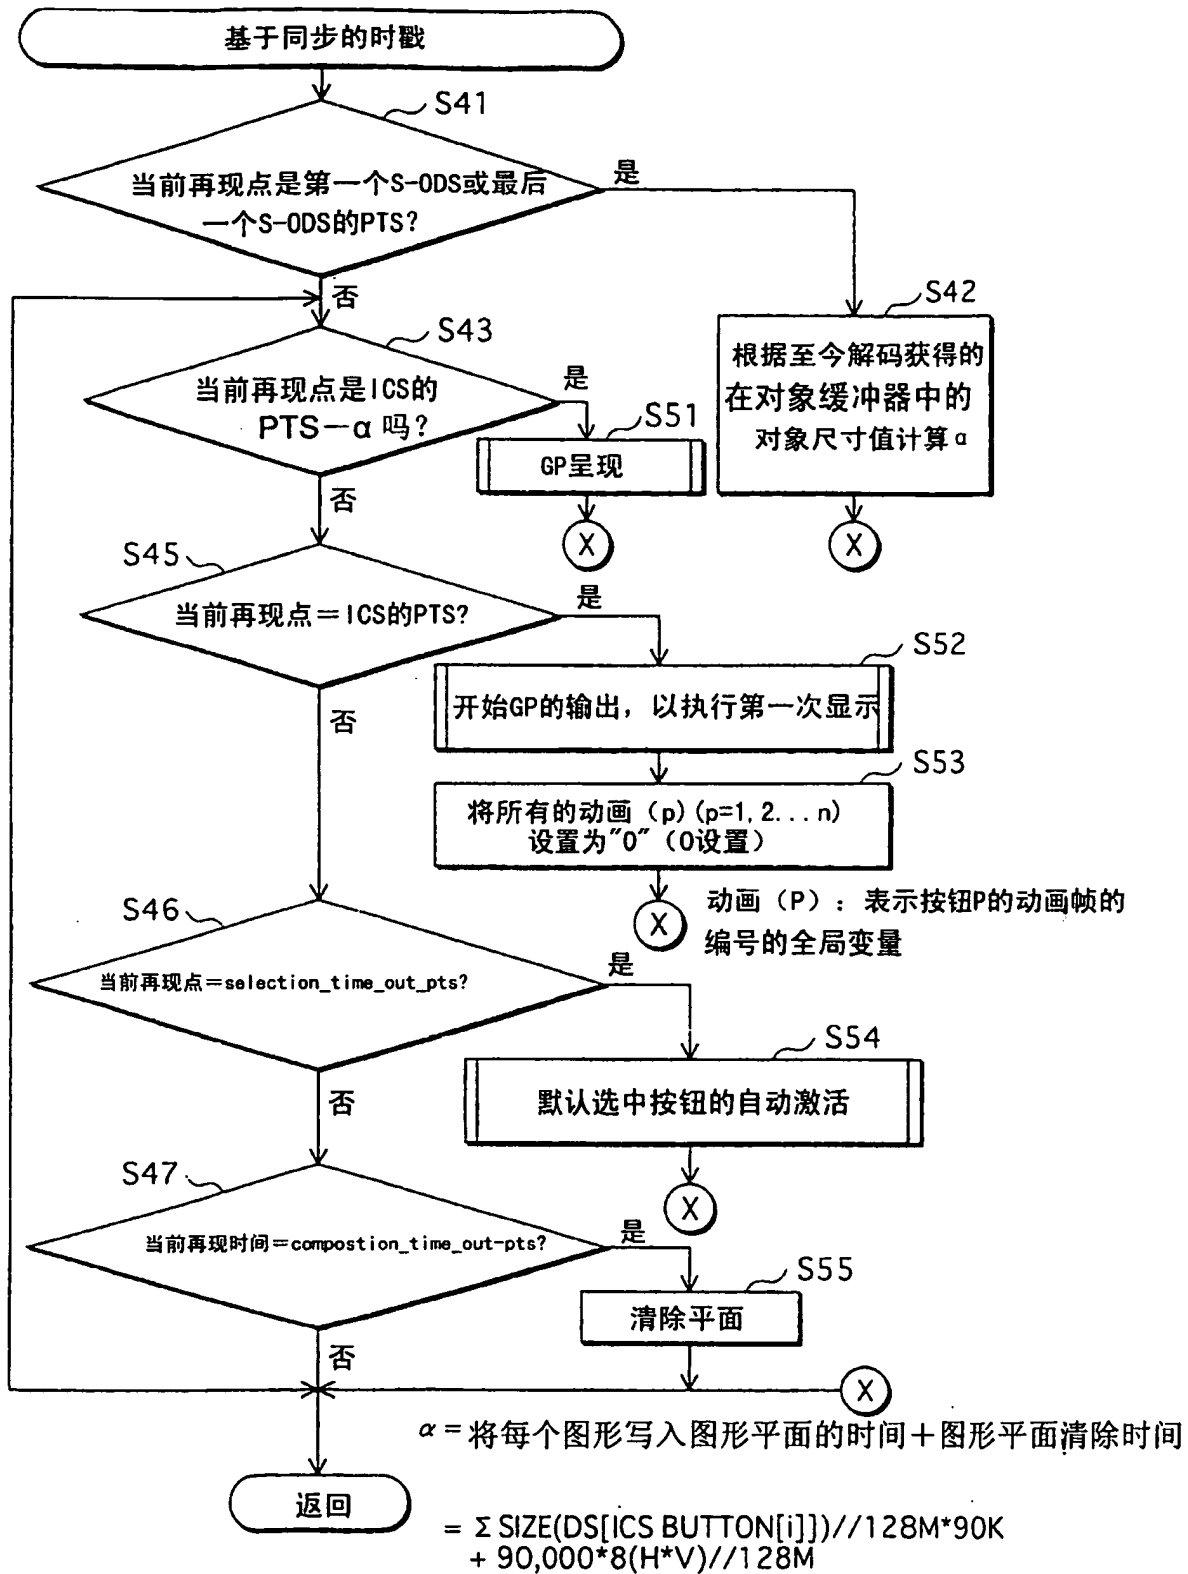 基于同步的时戳
S41
当前再现点是第一个S-ODS或最后
一个S-ODS的PTS?
是
否
S42
根据至今解码获得的
在对象缓冲器中的
对象尺寸值计算α
X
S43
当前再现点是ICS的
PTS－α吗?
是
S51
GP呈现
X
否
S45
当前再现点＝ICS的PTS?
是
S52
开始GP的输出，以执行第一次显示
S53
将所有的动画（p）(p=1,2...n)
设置为"0"（0设置）
X
动画（P）：表示按钮P的动画帧的
编号的全局变量
否
S46
当前再现点＝selection_time_out_pts?
是
S54
默认选中按钮的自动激活
X
否
S47
当前再现时间＝compostion_time_out-pts?
是
S55
清除平面
否
X
α＝将每个图形写入图形平面的时间＋图形平面清除时间
返回
= Σ SIZE(DS[ICS BUTTON[i]])//128M*90K
+ 90,000*8(H*V)//128M